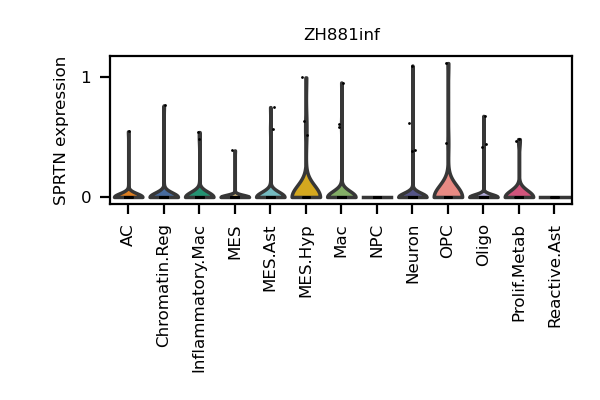 ZH881inf
SPRTN expression
1
0
AC
Chromatin.Reg
Inflammatory.Mac
MES
MES.Ast
MES.Hyp
Mac
NPC
Neuron
OPC
Oligo
Prolif.Metab
Reactive.Ast